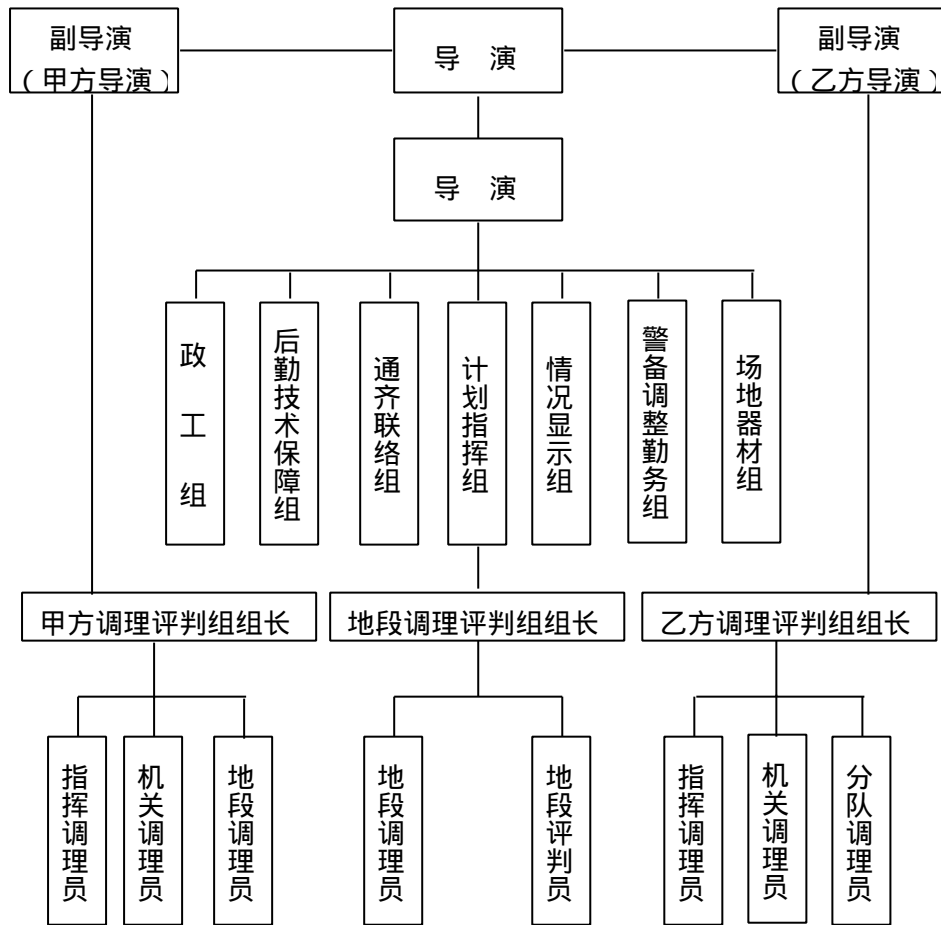 副导演
(甲方导演)
导 演
副导演
(乙方导演)
导 演
政工组
后勤技术保障组
通齐联络组
计划指挥组
情况显示组
警备调整勤务组
场地器材组
甲方调理评判组组长
地段调理评判组组长
乙方调理评判组组长
指挥调理员
机关调理员
地段调理员
地段调理员
地段评判员
指挥调理员
机关调理员
分队调理员